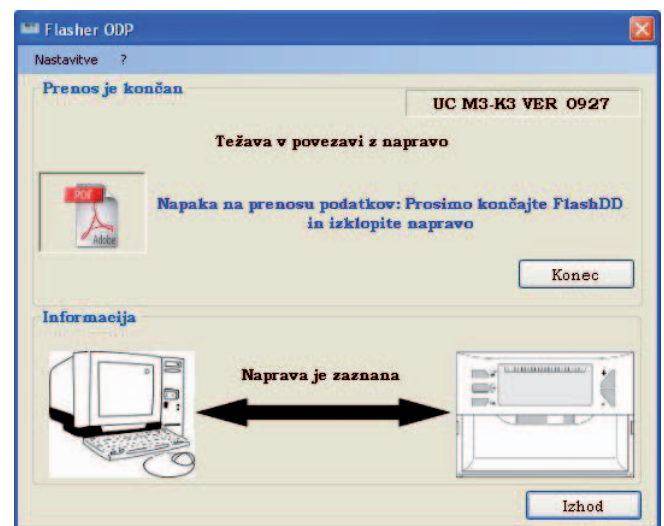 Flasher ODP
Nastavitve ?
Prenos je končan
UC M3-K3 VER 0927
Težava v povezavi z napravo
PDF
Adobe
Napaka na prenosu podatkov: Prosimo končajte FlashDD
in izklopite napravo
Konec
Informacija
Naprava je zaznana
Izhod